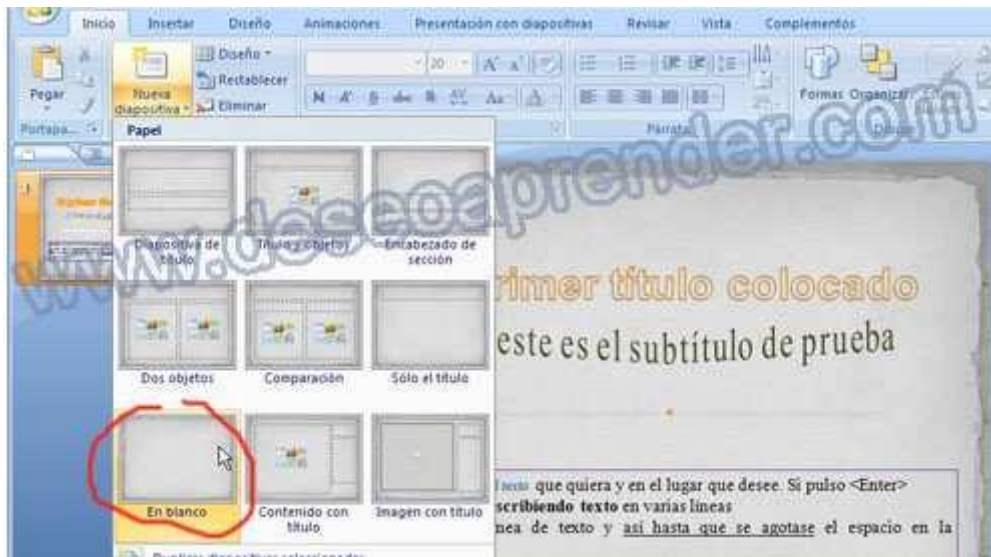 Inicio Insertar Diseño Animaciones Presentación con diapositivas Revisar Vista Complementos
Pegar
Nueva diapositiva
Diseño
Restablecer
Eliminar
20
Formas Organizar
Portapa...
Párrafo
Papel
Diapositiva de título
Título y objetos
Encabezado de sección
Dos objetos
Comparación
Sólo el título
En blanco
Contenido con título
Imagen con título
www.deseoaprender.com
rimer título colocado
este es el subtítulo de prueba
texto que quiera y en el lugar que desee. Si pulso <Enter>
scribiendo texto en varias lineas
nea de texto y así hasta que se agotase el espacio en la